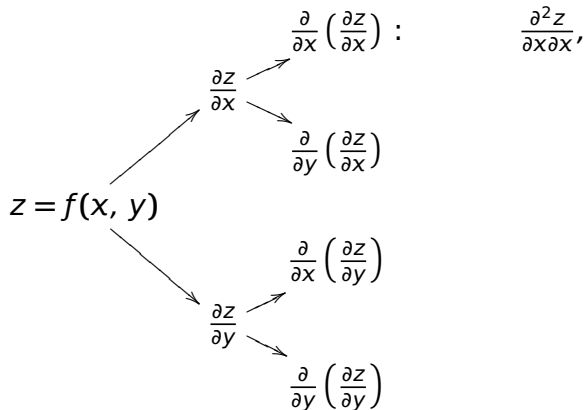 ∂/∂x (∂z/∂x) : ∂²z/∂x∂x,
∂z/∂x
∂/∂y (∂z/∂x)
z = f(x, y)
∂/∂x (∂z/∂y)
∂z/∂y
∂/∂y (∂z/∂y)